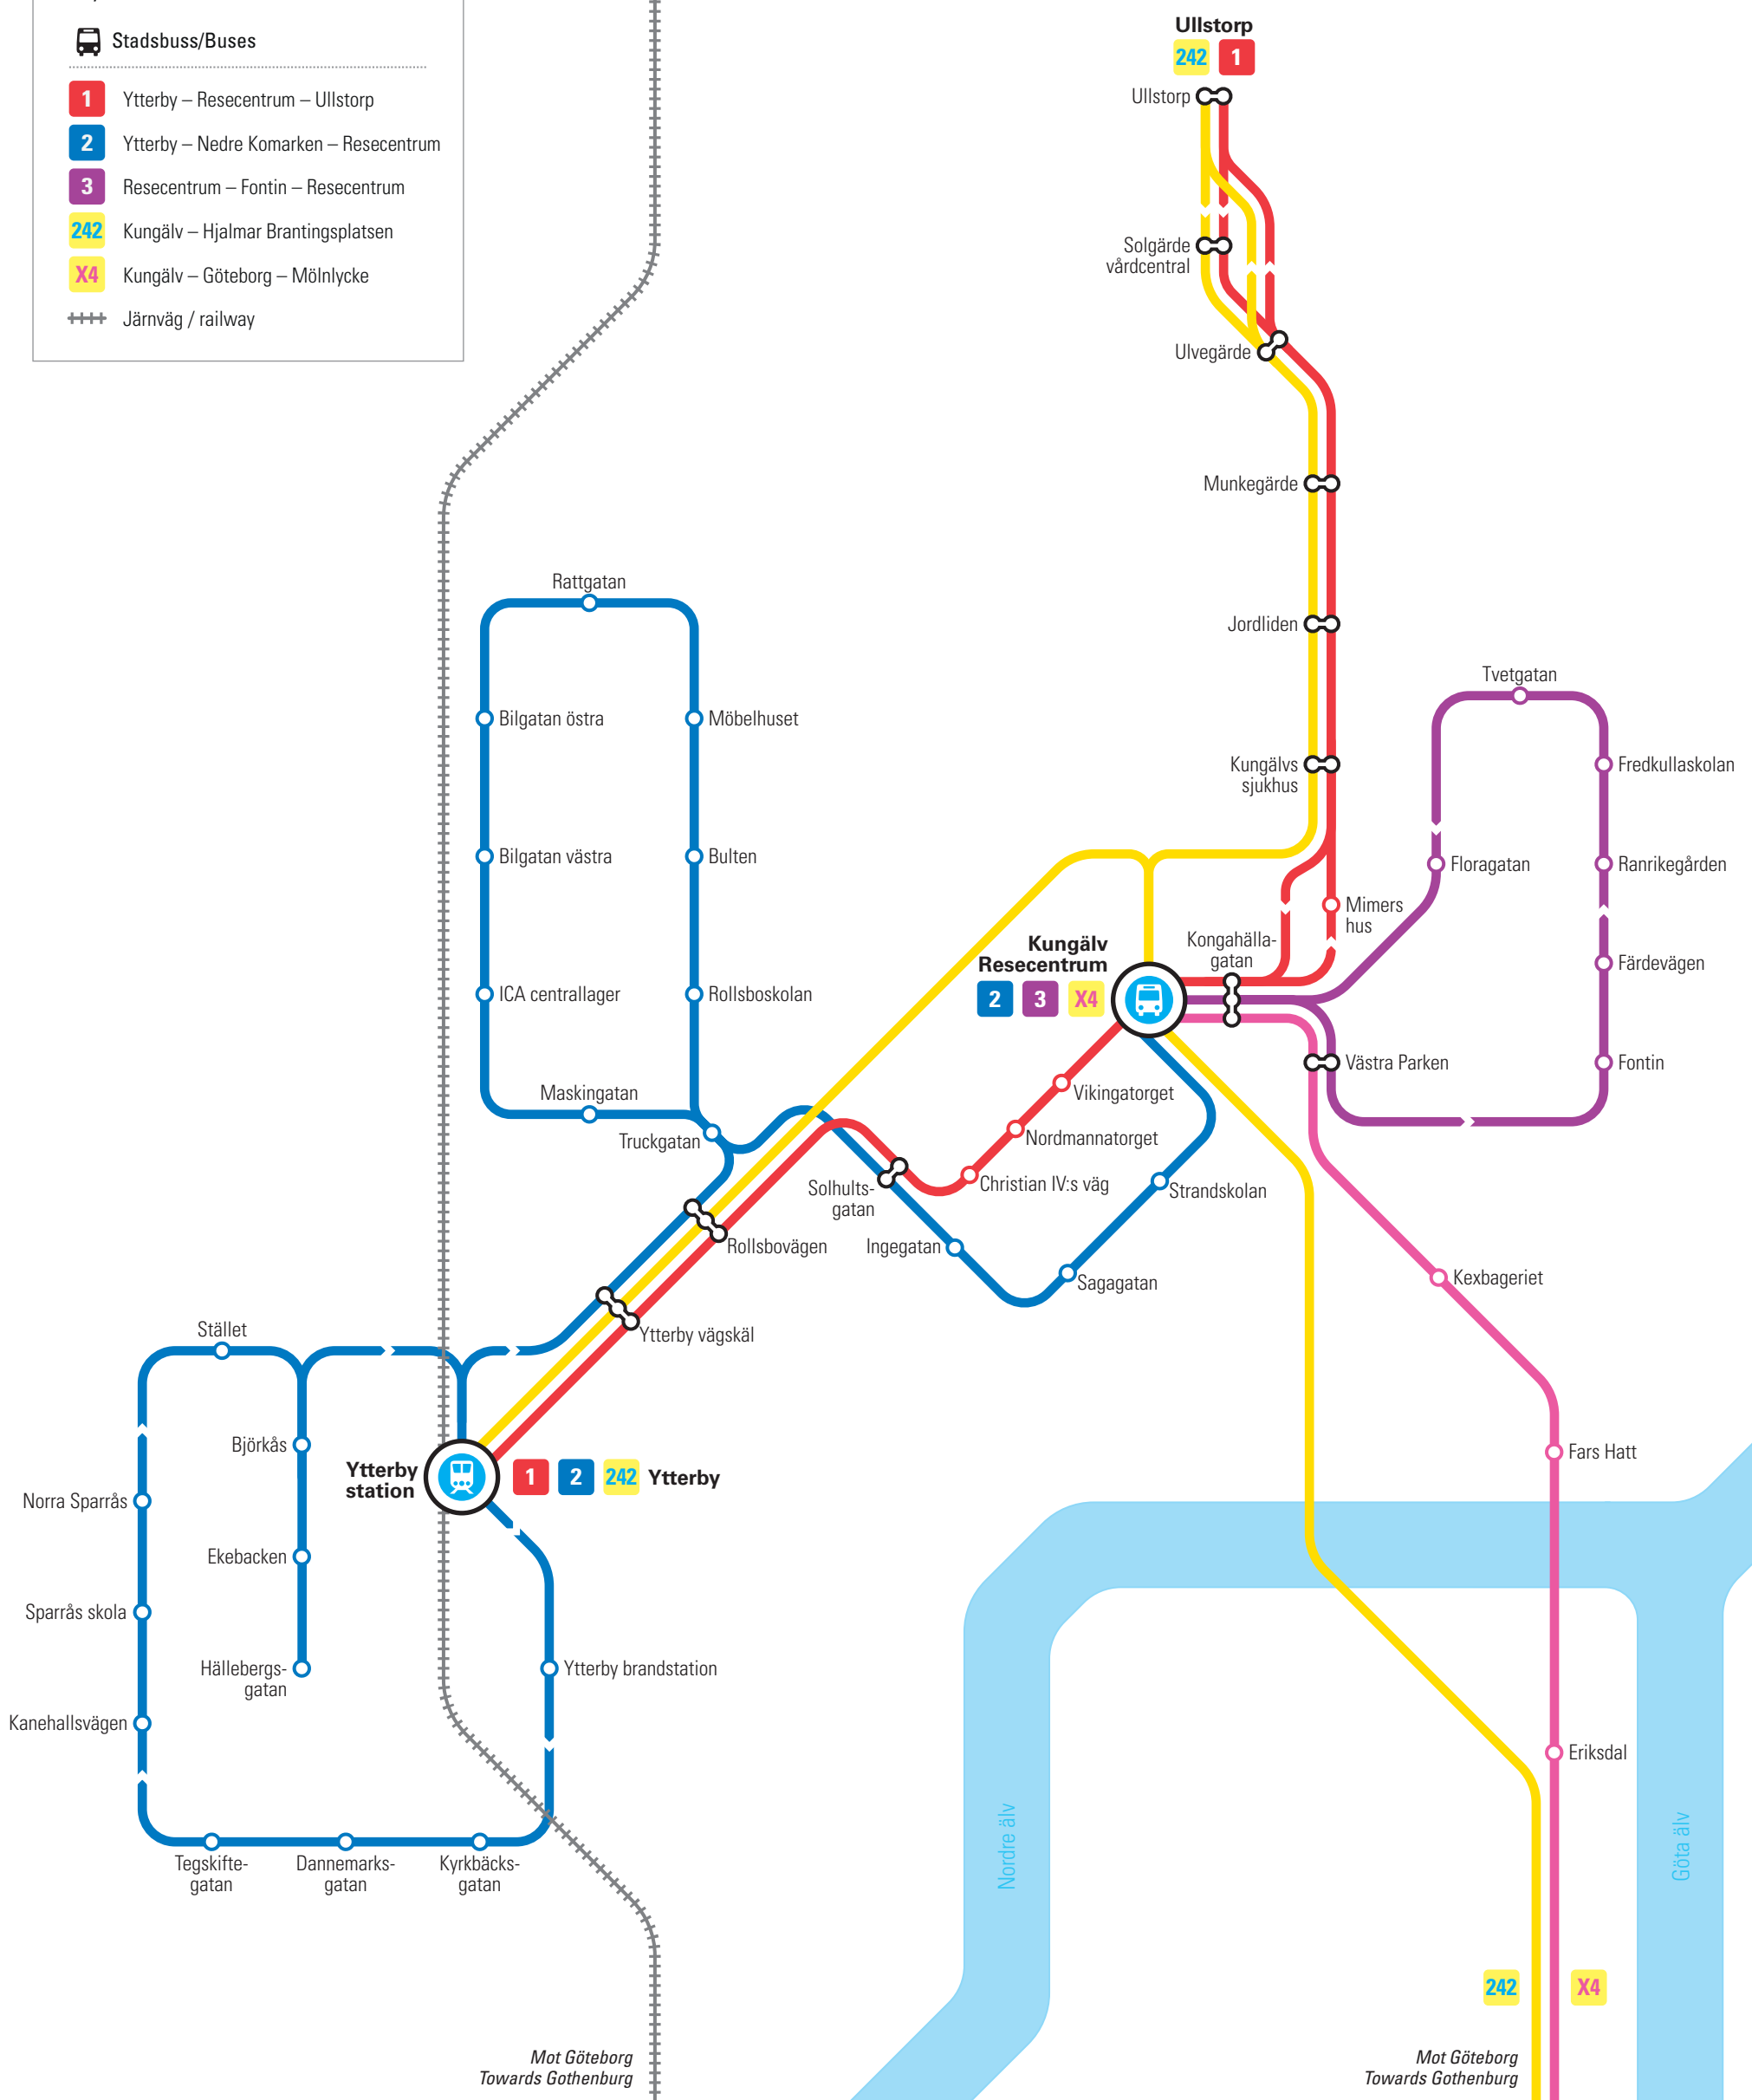 Stadsbuss/Buses
1 Ytterby – Resecentrum – Ullstorp
2 Ytterby – Nedre Komarken – Resecentrum
3 Resecentrum – Fontin – Resecentrum
242 Kungälv – Hjalmar Brantingsplatsen
X4 Kungälv – Göteborg – Mölnlycke
Järnväg / railway
Ullstorp
242 1
Ullstorp
Solgärde
vårdcentral
Ulvegärde
Munkegärde
Jordliden
Kungälvs
sjukhus
Rattgatan
Bilgatan östra
Möbelhuset
Bilgatan västra
Bulten
ICA centrallager
Rollsboskolan
Maskingatan
Truckgatan
Tvetgatan
Fredkullaskolan
Floragatan
Ranrikegården
Mimers
hus
Färdevägen
Fontin
Kongahälla-
gatan
Kungälv
Resecentrum
2 3 X4
Västra Parken
Vikingatorget
Nordmannatorget
Christian IV:s väg
Solhults-
gatan
Strandskolan
Ingegatan
Sagagatan
Rollsbovägen
Ytterby vägskäl
Kexbageriet
Fars Hatt
Eriksdal
Stället
Björkås
Norra Sparrås
Ekebacken
Sparrås skola
Hällebergs-
gatan
Kanehallsvägen
Ytterby
station
1 2 242 Ytterby
Ytterby brandstation
Tegskifte-
gatan
Dannemarks-
gatan
Kyrkbäcks-
gatan
Nordre älv
Göta älv
242
X4
Mot Göteborg
Towards Gothenburg
Mot Göteborg
Towards Gothenburg